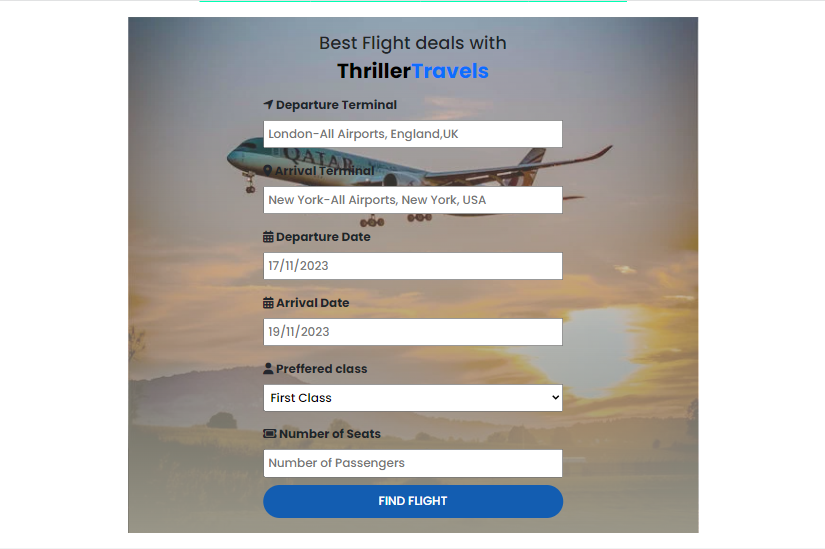 Best Flight deals with
ThrillerTravels
Departure Terminal
London-All Airports, England,UK
QATAR
Arrival Terminal
New York-All Airports, New York, USA
Departure Date
17/11/2023
Arrival Date
19/11/2023
Preffered class
First Class
Number of Seats
Number of Passengers
FIND FLIGHT